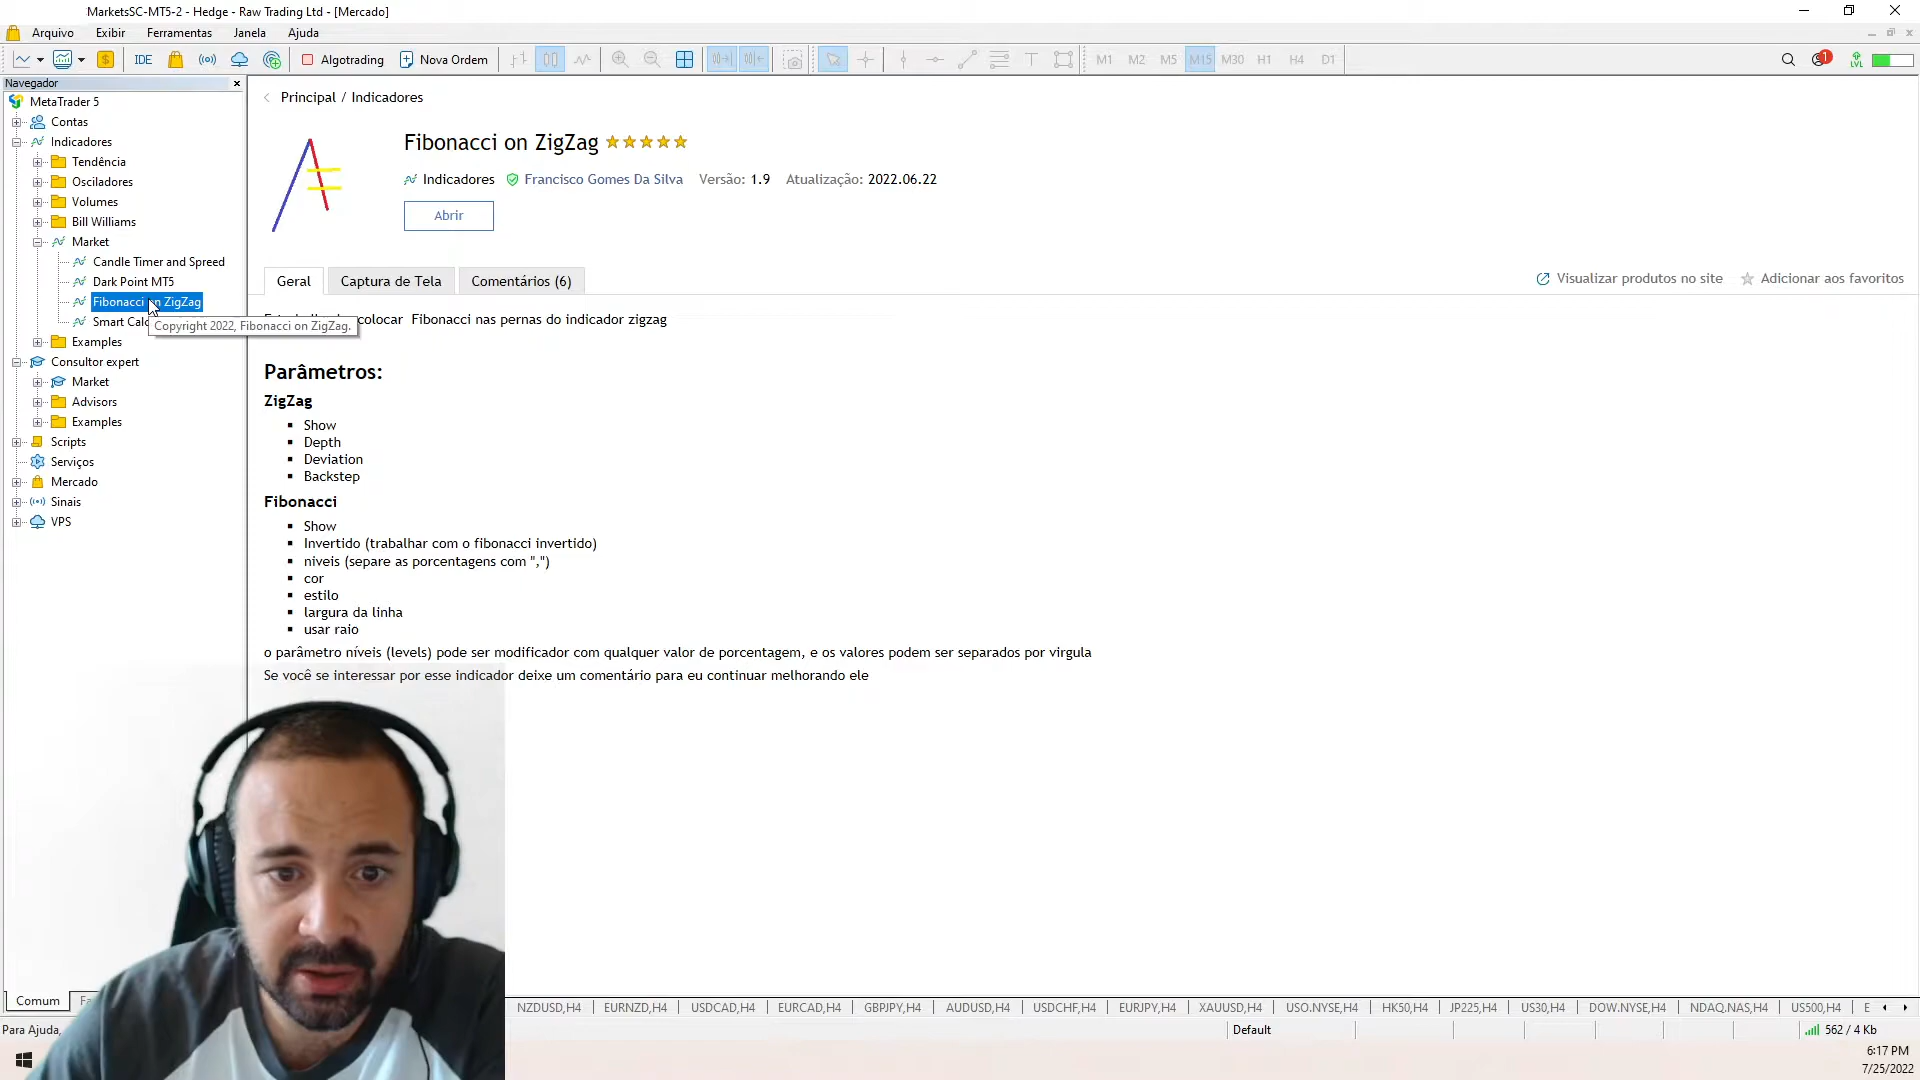 MarketsSC-MT5-2 - Hedge - Raw Trading Ltd - [Mercado]
Arquivo Exibir Ferramentas Janela Ajuda
IDE Algotrading Nova Ordem M1 M2 M5 M15 M30 H1 H4 D1 1 LVL
Navegador
MetaTrader 5
Contas
Indicadores
Tendência
Osciladores
Volumes
Bill Williams
Market
Candle Timer and Spreed
Dark Point MT5
Fibonacci on ZigZag
Smart Calc
Copyright 2022, Fibonacci on ZigZag.
Examples
Consultor expert
Market
Advisors
Examples
Scripts
Serviços
Mercado
Sinais
VPS
Principal / Indicadores
Fibonacci on ZigZag
Indicadores Francisco Gomes Da Silva Versão: 1.9 Atualização: 2022.06.22
Abrir
Geral Captura de Tela Comentários (6) Visualizar produtos no site Adicionar aos favoritos
colocar Fibonacci nas pernas do indicador zigzag
Parâmetros:
ZigZag
Show
Depth
Deviation
Backstep
Fibonacci
Show
Invertido (trabalhar com o fibonacci invertido)
niveis (separe as porcentagens com ",")
cor
estilo
largura da linha
usar raio
o parâmetro níveis (levels) pode ser modificador com qualquer valor de porcentagem, e os valores podem ser separados por virgula
Se você se interessar por esse indicador deixe um comentário para eu continuar melhorando ele
Comum
NZDUSD,H4 EURNZD,H4 USDCAD,H4 EURCAD,H4 GBPJPY,H4 AUDUSD,H4 USDCHF,H4 EURJPY,H4 XAUUSD,H4 USO.NYSE,H4 HK50,H4 JP225,H4 US30,H4 DOW.NYSE,H4 NDAQ.NAS,H4 US500,H4 E
Para Ajuda, Default 562 / 4 Kb
6:17 PM
7/25/2022